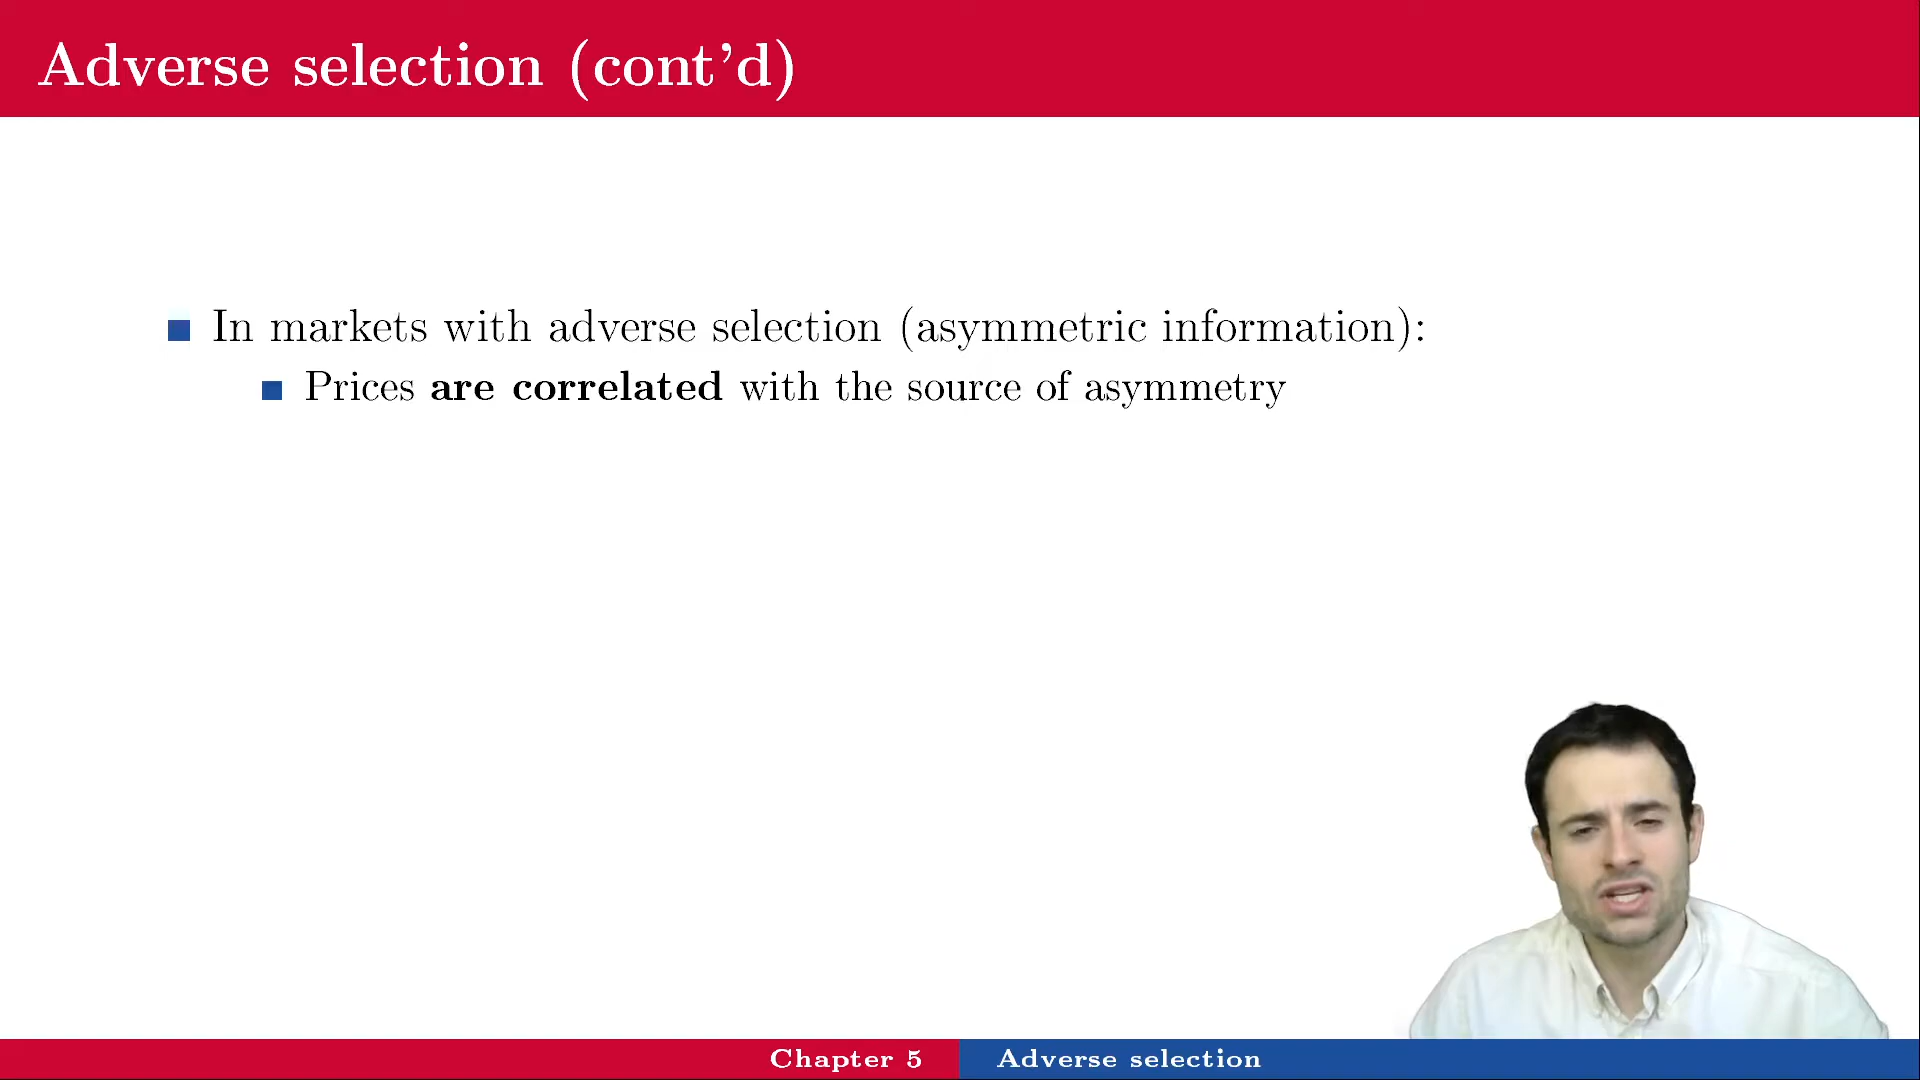 Adverse selection (cont'd)
In markets with adverse selection (asymmetric information):
Prices are correlated with the source of asymmetry
Chapter 5
Adverse selection